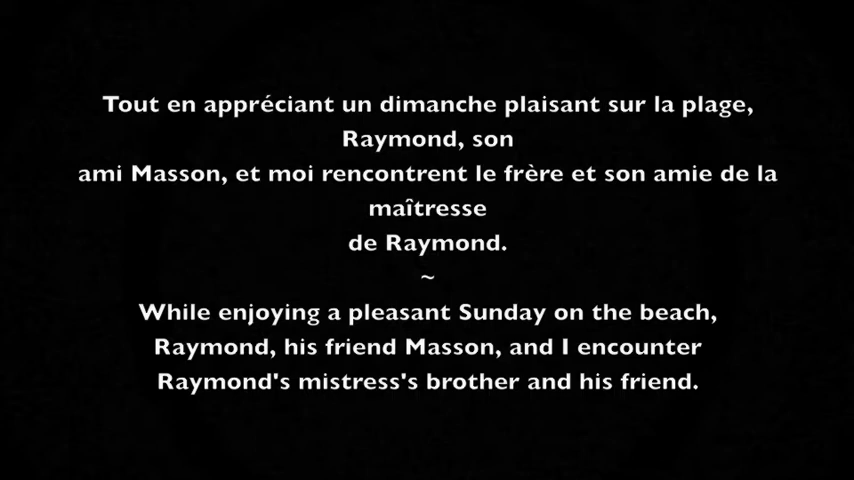 Tout en appréciant un dimanche plaisant sur la plage,
Raymond, son
ami Masson, et moi rencontrent le frère et son amie de la
maîtresse
de Raymond.
~
While enjoying a pleasant Sunday on the beach,
Raymond, his friend Masson, and I encounter
Raymond's mistress's brother and his friend.